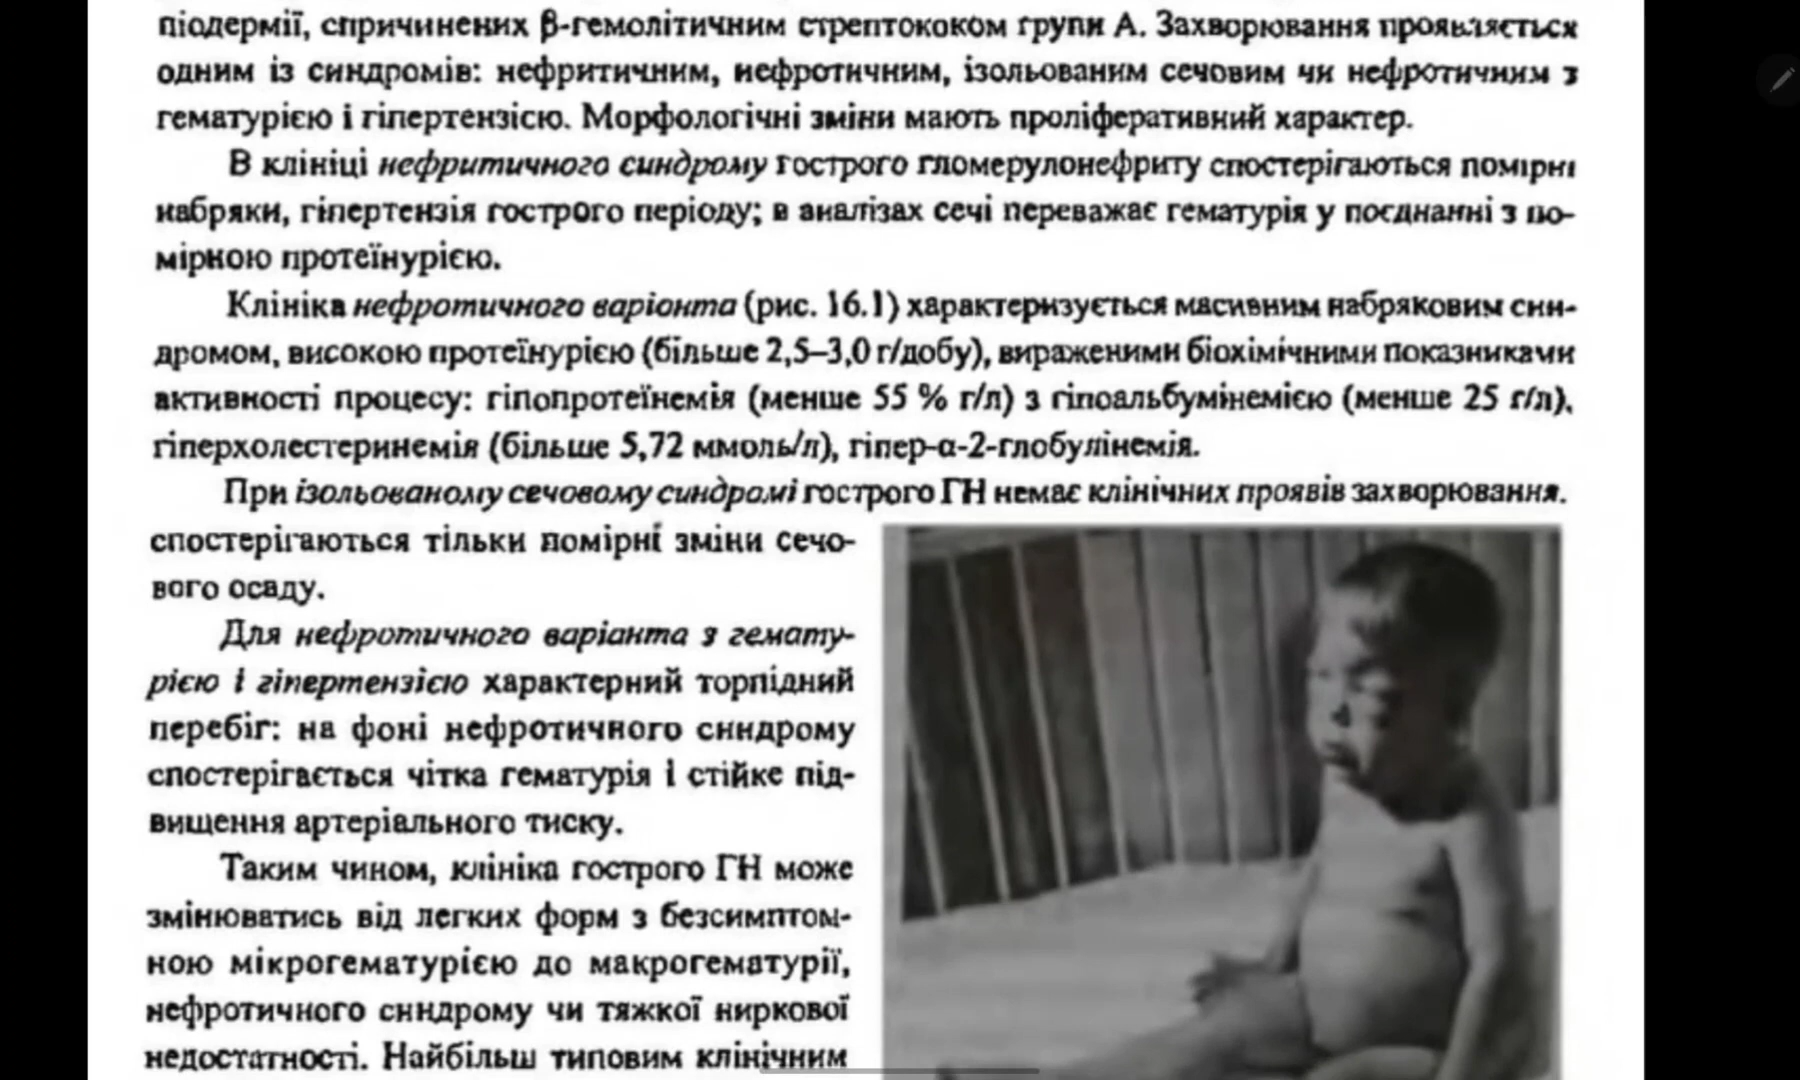 піодермії, спричинених β-гемолітичним стрептококом групи А. Захворювання проявляється
одним із синдромів: нефритичним, нефротичним, ізольованим сечовим чи нефротичним з
гематурією і гіпертензією. Морфологічні зміни мають проліферативний характер.
В клініці нефритичного синдрому гострого гломерулонефриту спостерігаються помірні
набряки, гіпертензія гострого періоду; в аналізах сечі переважає гематурія у поєднанні з по-
мірною протеїнурією.
Клініка нефротичного варіонта (рис. 16.1) характеризується масивним набряковим син-
дромом, високою протеїнурією (більше 2,5–3,0 г/добу), вираженими біохімічними показниками
активності процесу: гіпопротеїнемія (менше 55 % г/л) з гіпоальбумінемією (менше 25 г/л),
гіперхолестеринемія (більше 5,72 ммоль/л), гіпер-α-2-глобулінемія.
При ізольованому сечовому синдромі гострого ГН немає клінічних проявів захворювання.
спостерігаються тільки помірні зміни сечо-
вого осаду.
Для нефротичного варіанта з гемату-
рією і гіпертензією характерний торпідний
перебіг: на фоні нефротичного синдрому
спостерігається чітка гематурія і стійке під-
вищення артеріального тиску.
Таким чином, клініка гострого ГН може
змінюватись від легких форм з безсимптом-
ною мікрогематурією до макрогематурії,
нефротичного синдрому чи тяжкої ниркової
недостатності. Найбільш типовим клінічним